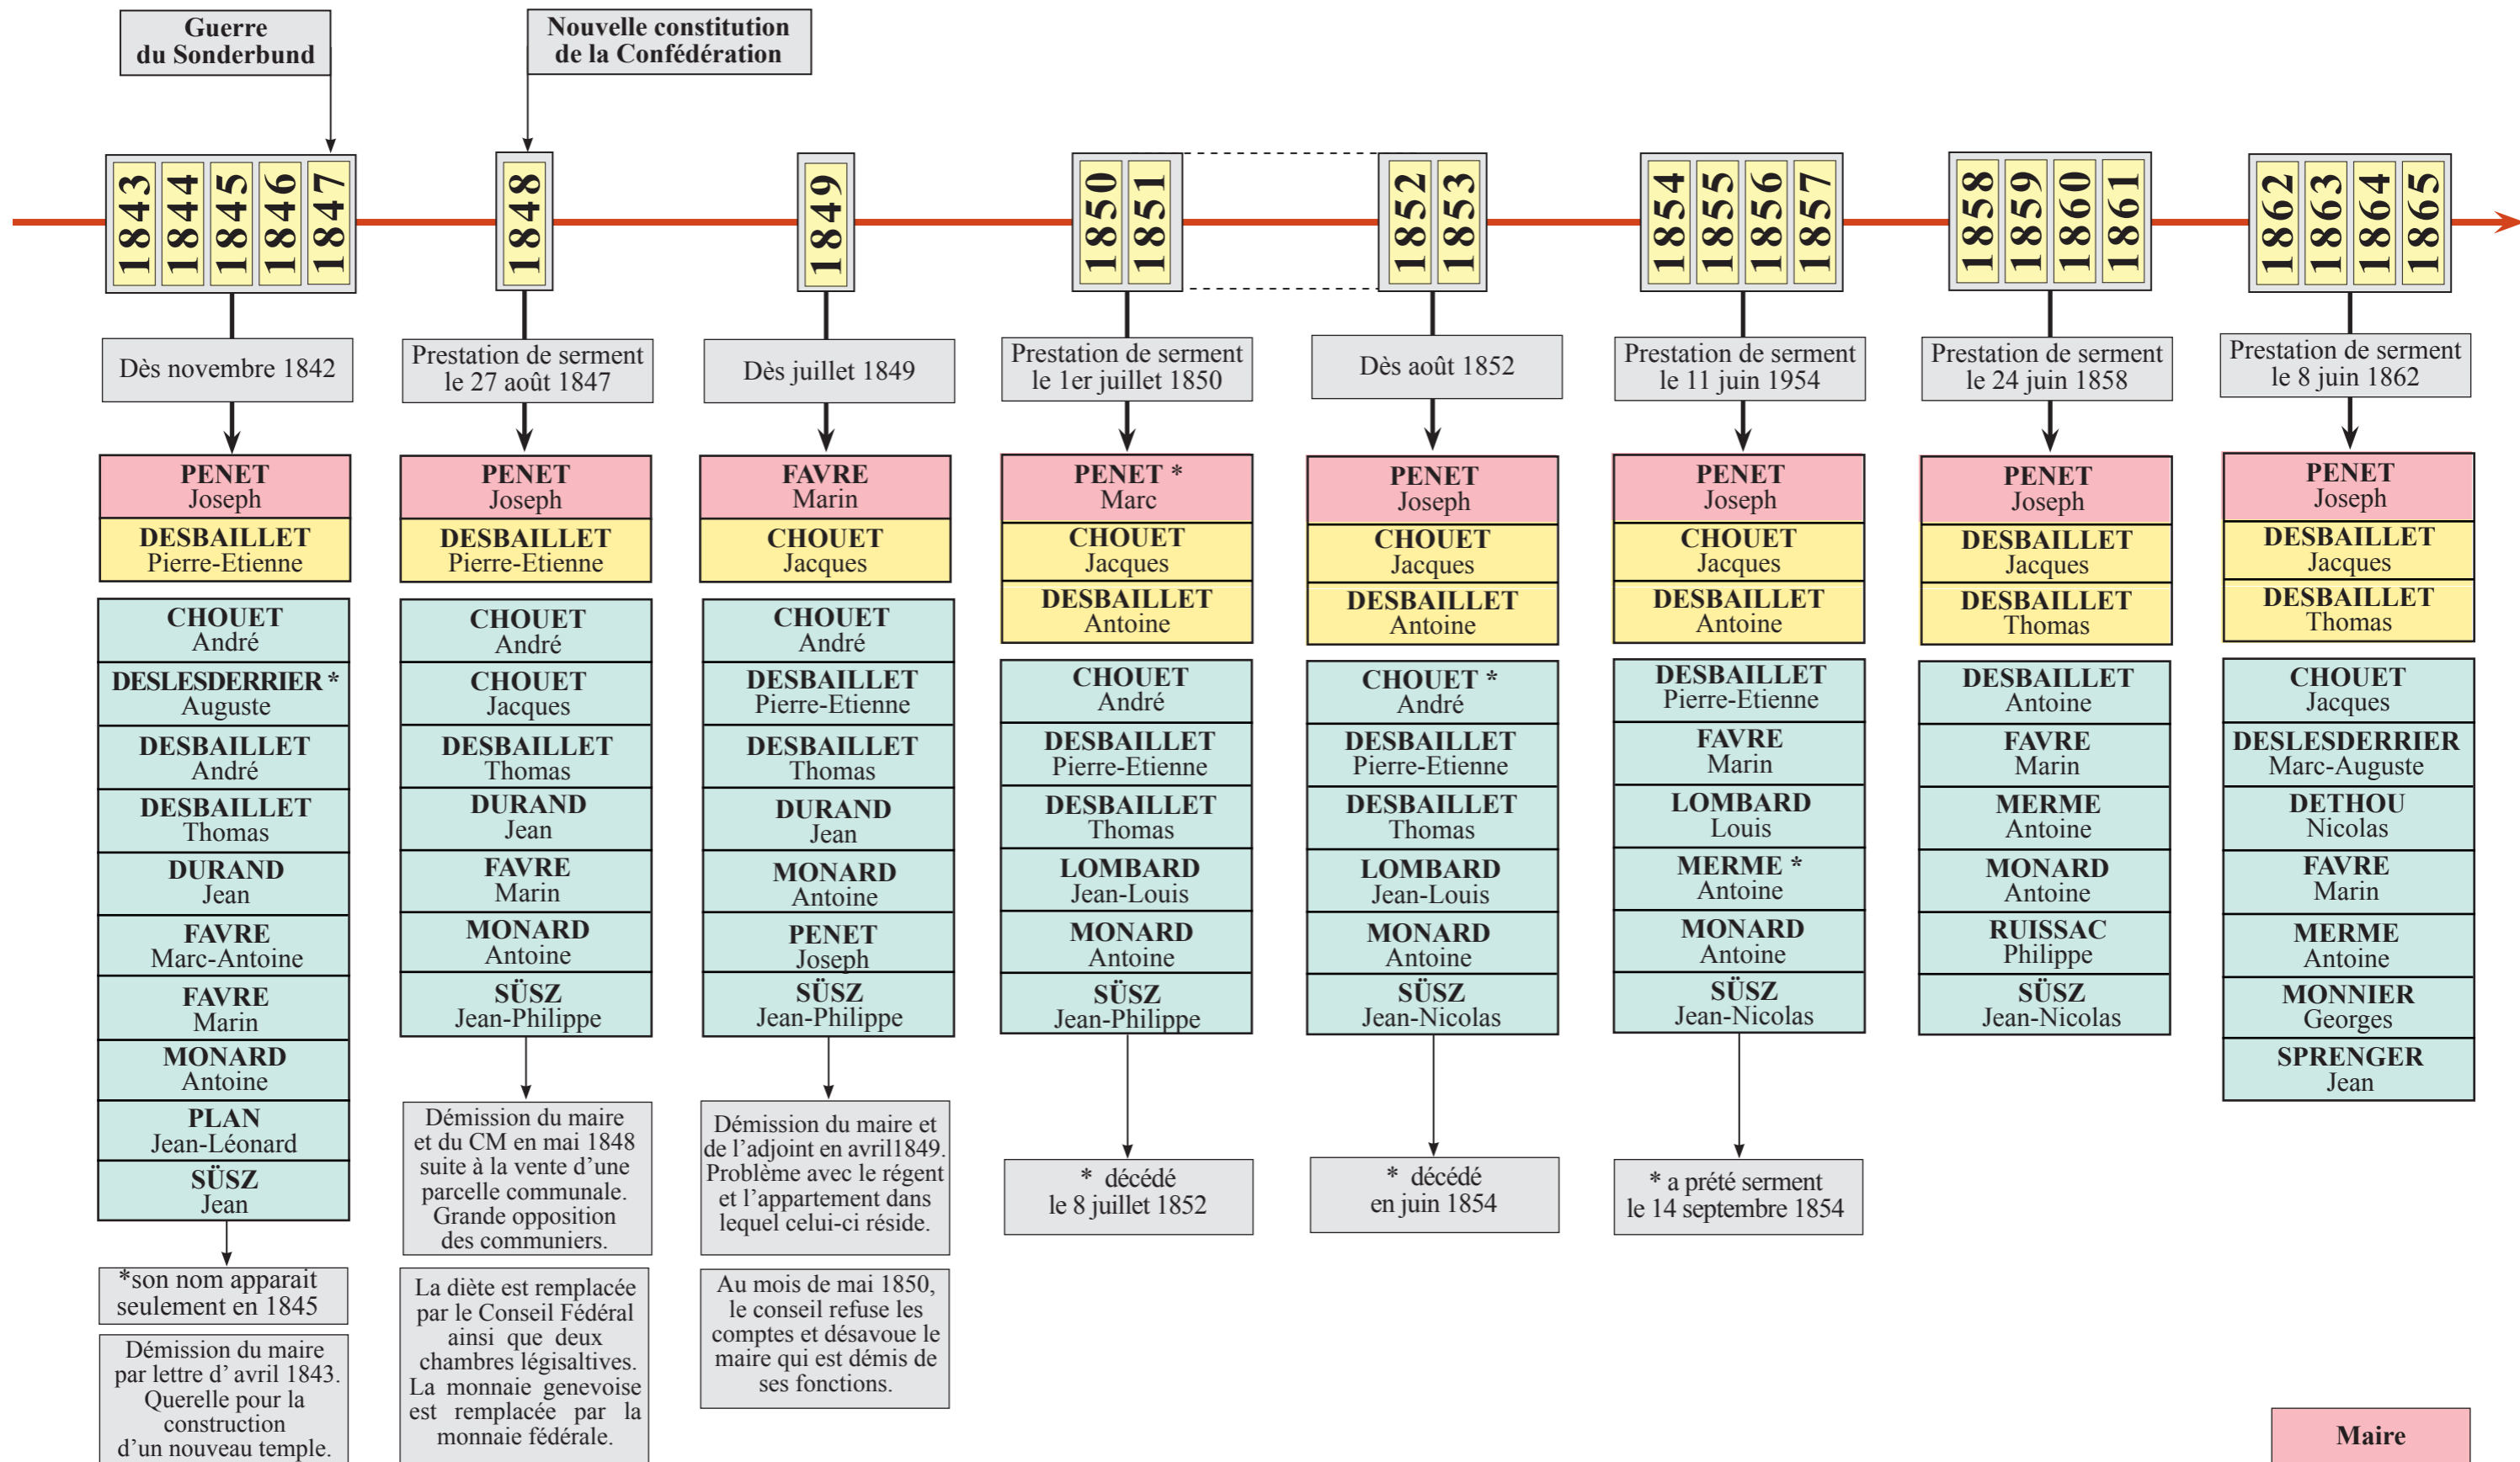 Guerre
du Sonderbund
Nouvelle constitution
de la Confédération
1843
1844
1845
1846
1847
1848
1849
1850
1851
1852
1853
1854
1855
1856
1857
1858
1859
1860
1861
1862
1863
1864
1865
Dès novembre 1842
PENET
Joseph
DESBAILLET
Pierre-Etienne
CHOUET
André
DESLESDERRIER *
Auguste
DESBAILLET
André
DESBAILLET
Thomas
DURAND
Jean
FAVRE
Marc-Antoine
FAVRE
Marin
MONARD
Antoine
PLAN
Jean-Léonard
SÜSZ
Jean
*son nom apparait
seulement en 1845
Démission du maire
par lettre d' avril 1843.
Querelle pour la
construction
d'un nouveau temple.
Prestation de serment
le 27 août 1847
PENET
Joseph
DESBAILLET
Pierre-Etienne
CHOUET
André
CHOUET
Jacques
DESBAILLET
Thomas
DURAND
Jean
FAVRE
Marin
MONARD
Antoine
SÜSZ
Jean-Philippe
Démission du maire
et du CM en mai 1848
suite à la vente d'une
parcelle communale.
Grande opposition
des communiers.
La diète est remplacée
par le Conseil Fédéral
ainsi que deux
chambres législatives.
La monnaie genevoise
est remplacée par la
monnaie fédérale.
Dès juillet 1849
FAVRE
Marin
CHOUET
Jacques
CHOUET
André
DESBAILLET
Pierre-Etienne
DESBAILLET
Thomas
DURAND
Jean
MONARD
Antoine
PENET
Joseph
SÜSZ
Jean-Philippe
Démission du maire et
de l'adjoint en avril1849.
Problème avec le régent
et l'appartement dans
lequel celui-ci réside.
Au mois de mai 1850,
le conseil refuse les
comptes et désavoue le
maire qui est démis de
ses fonctions.
Prestation de serment
le 1er juillet 1850
PENET *
Marc
CHOUET
Jacques
DESBAILLET
Antoine
CHOUET
André
DESBAILLET
Pierre-Etienne
DESBAILLET
Thomas
LOMBARD
Jean-Louis
MONARD
Antoine
SÜSZ
Jean-Philippe
* décédé
le 8 juillet 1852
Dès août 1852
PENET
Joseph
CHOUET
Jacques
DESBAILLET
Antoine
CHOUET *
André
DESBAILLET
Pierre-Etienne
DESBAILLET
Thomas
LOMBARD
Jean-Louis
MONARD
Antoine
SÜSZ
Jean-Nicolas
* décédé
en juin 1854
Prestation de serment
le 11 juin 1954
PENET
Joseph
CHOUET
Jacques
DESBAILLET
Antoine
DESBAILLET
Pierre-Etienne
FAVRE
Marin
LOMBARD
Louis
MERME *
Antoine
MONARD
Antoine
SÜSZ
Jean-Nicolas
* a prété serment
le 14 septembre 1854
Prestation de serment
le 24 juin 1858
PENET
Joseph
DESBAILLET
Jacques
DESBAILLET
Thomas
DESBAILLET
Antoine
FAVRE
Marin
MERME
Antoine
MONARD
Antoine
RUISSAC
Philippe
SÜSZ
Jean-Nicolas
Prestation de serment
le 8 juin 1862
PENET
Joseph
DESBAILLET
Jacques
DESBAILLET
Thomas
CHOUET
Jacques
DESLESDERRIER
Marc-Auguste
DETHOU
Nicolas
FAVRE
Marin
MERME
Antoine
MONNIER
Georges
SPRENGER
Jean
Maire